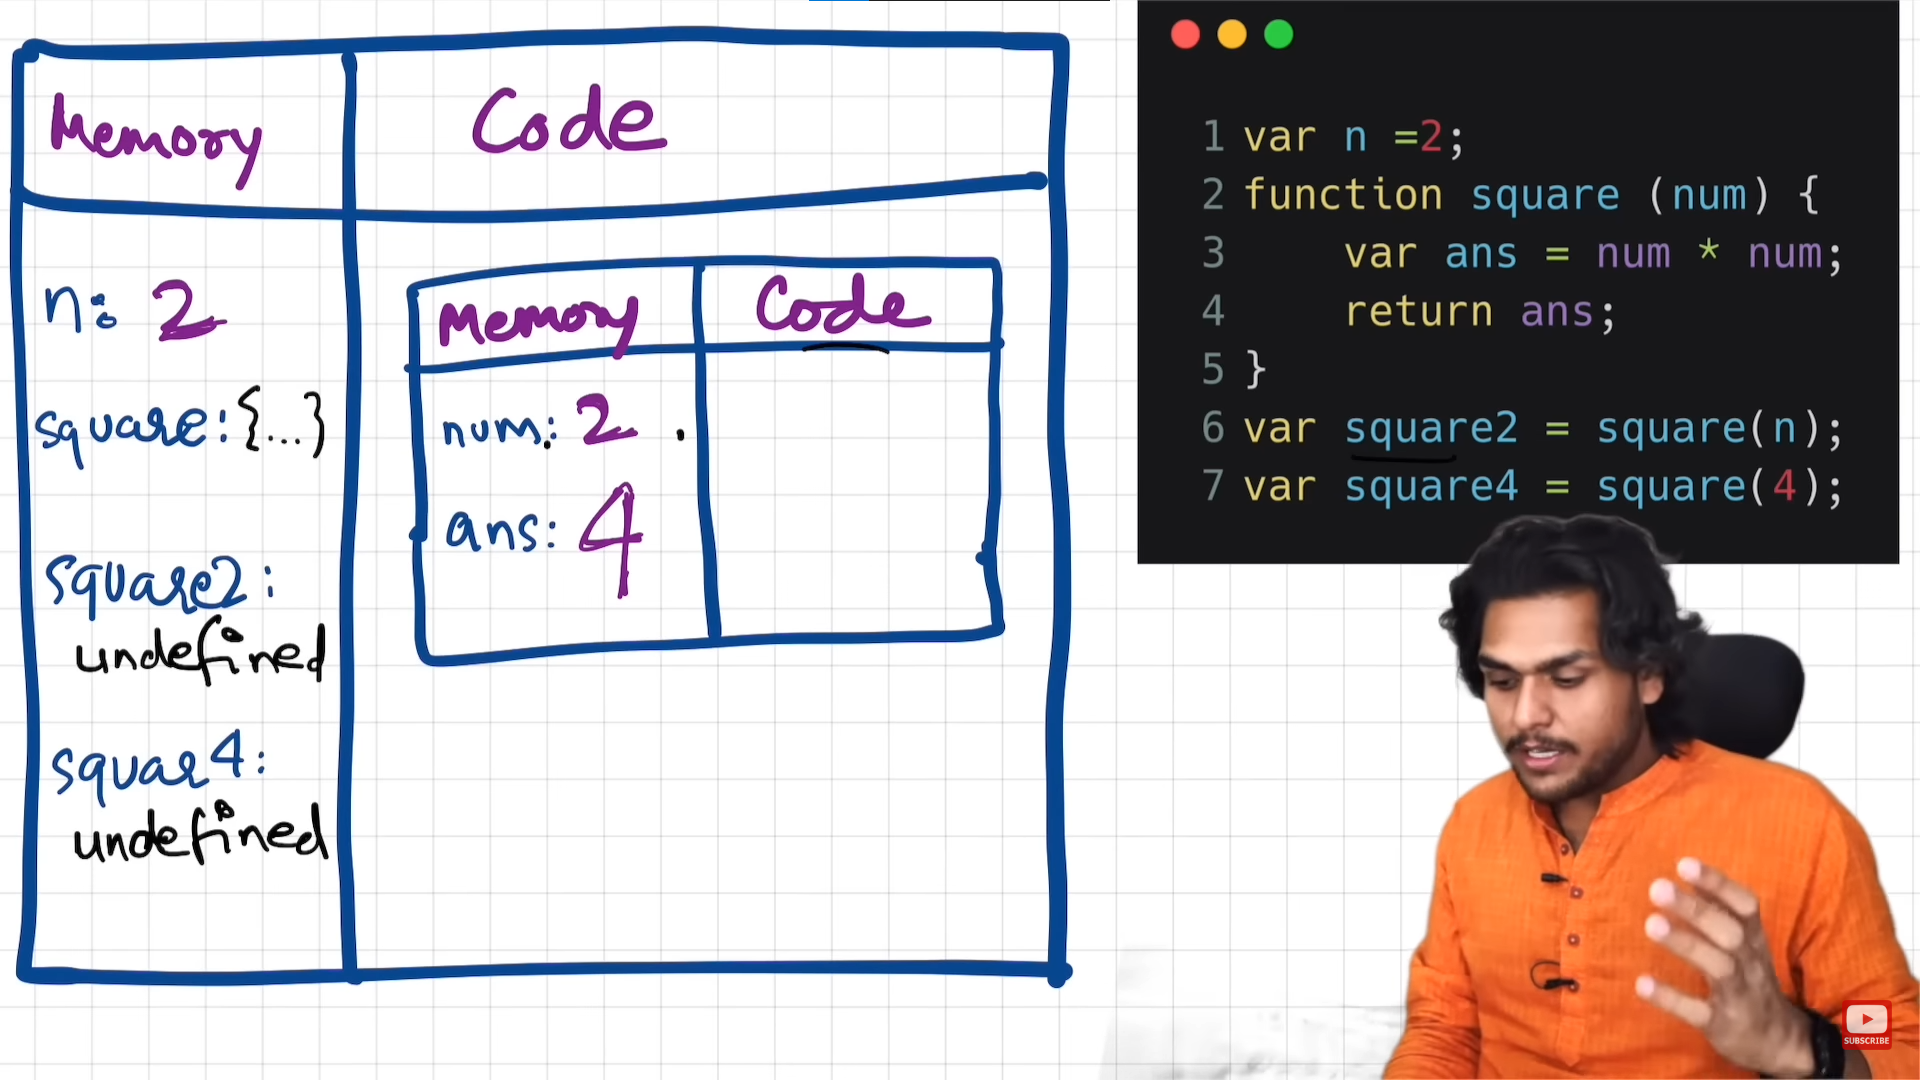 Memory
Code
n: 2
square: {...}
square2:
undefined
squar4:
undefined
Memory
Code
num: 2
ans: 4
1 var n =2;
2 function square (num) {
3 var ans = num * num;
4 return ans;
5 }
6 var square2 = square(n);
7 var square4 = square(4);
SUBSCRIBE